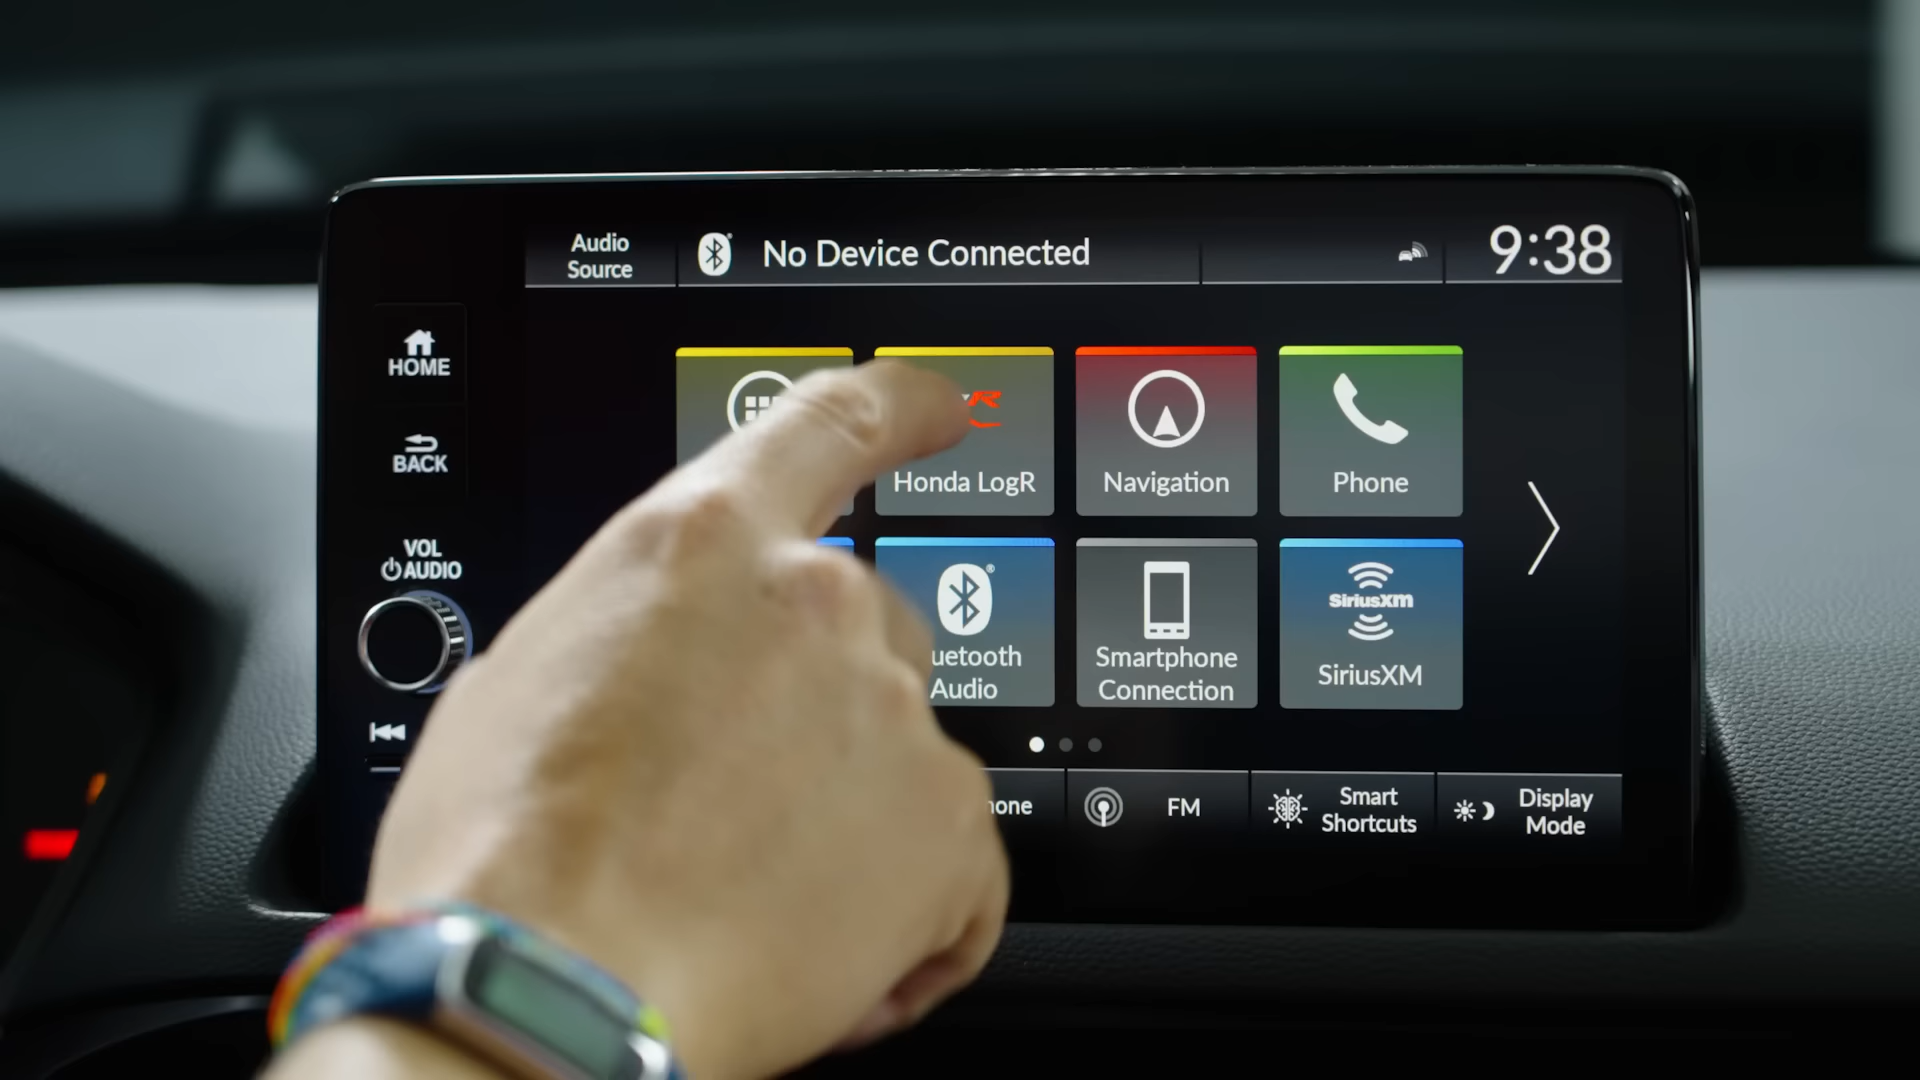 Audio
Source
No Device Connected
9:38
HOME
BACK
VOL
AUDIO
R
Honda LogR
Navigation
Phone
uetooth
Audio
Smartphone
Connection
SiriusXM
SiriusXM
hone
FM
Smart
Shortcuts
Display
Mode